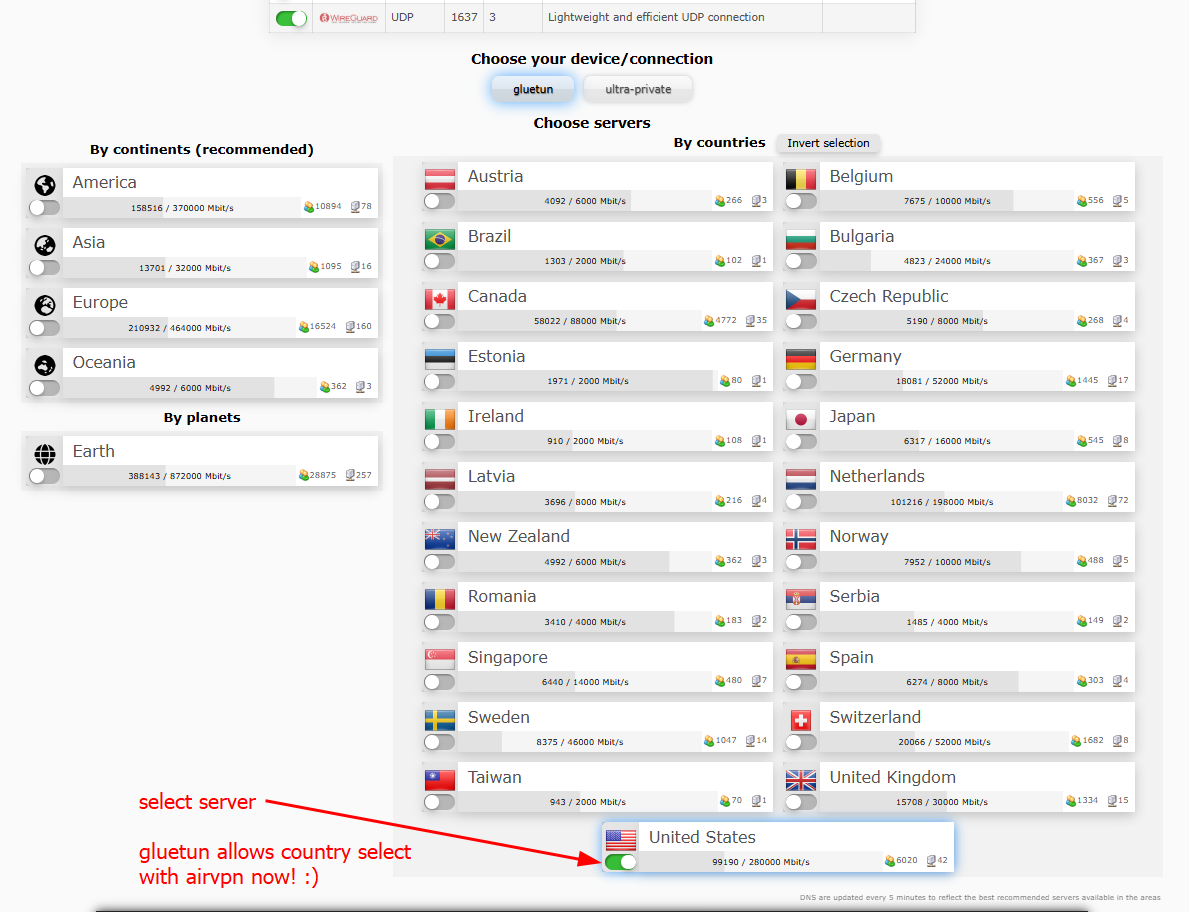 WIREGUARD UDP 1637 3 Lightweight and efficient UDP connection
Choose your device/connection
gluetun ultra-private
Choose servers
By continents (recommended)
America
158516 / 370000 Mbit/s 10894 78
Asia
13701 / 32000 Mbit/s 1095 16
Europe
210932 / 464000 Mbit/s 16524 160
Oceania
4992 / 6000 Mbit/s 362 3
By planets
Earth
388143 / 872000 Mbit/s 28875 257
By countries Invert selection
Austria
4092 / 6000 Mbit/s 266 3
Belgium
7675 / 10000 Mbit/s 556 5
Brazil
1303 / 2000 Mbit/s 102 1
Bulgaria
4823 / 24000 Mbit/s 367 3
Canada
58022 / 88000 Mbit/s 4772 35
Czech Republic
5190 / 8000 Mbit/s 268 4
Estonia
1971 / 2000 Mbit/s 80 1
Germany
18081 / 52000 Mbit/s 1445 17
Ireland
910 / 2000 Mbit/s 108 1
Japan
6317 / 16000 Mbit/s 545 8
Latvia
3696 / 8000 Mbit/s 216 4
Netherlands
101216 / 198000 Mbit/s 8032 72
New Zealand
4992 / 6000 Mbit/s 362 3
Norway
7952 / 10000 Mbit/s 488 5
Romania
3410 / 4000 Mbit/s 183 2
Serbia
1485 / 4000 Mbit/s 149 2
Singapore
6440 / 14000 Mbit/s 480 7
Spain
6274 / 8000 Mbit/s 303 4
Sweden
8375 / 46000 Mbit/s 1047 14
Switzerland
20066 / 52000 Mbit/s 1682 8
Taiwan
943 / 2000 Mbit/s 70 1
United Kingdom
15708 / 30000 Mbit/s 1334 15
United States
99190 / 280000 Mbit/s 6020 42
select server
gluetun allows country select
with airvpn now! :)
DNS are updated every 5 minutes to reflect the best recommended servers available in the areas